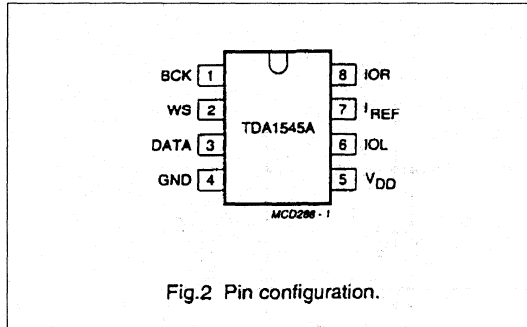 BCK 1
WS 2
DATA 3
GND 4
TDA1545A
8 IOR
7 IREF
6 IOL
5 VDD
MCD288 - 1
Fig.2 Pin configuration.